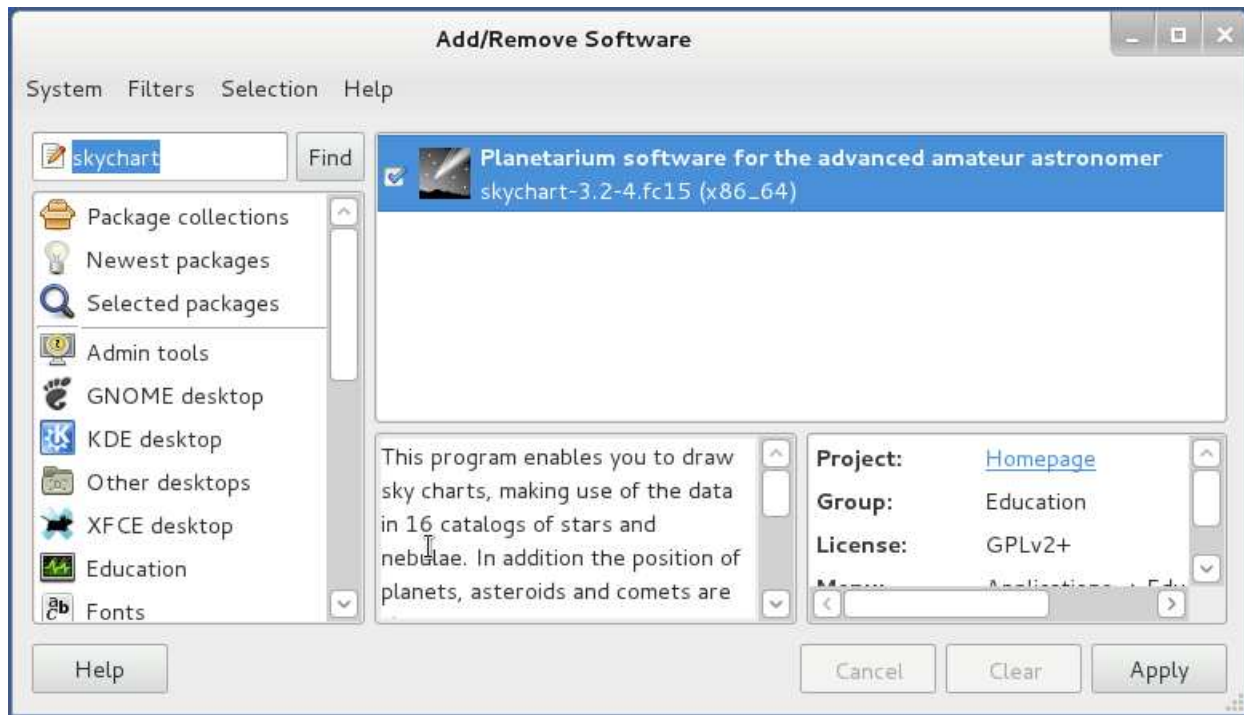 Add/Remove Software
System Filters Selection Help
skychart
Find
Package collections
Newest packages
Selected packages
Admin tools
GNOME desktop
KDE desktop
Other desktops
XFCE desktop
Education
Fonts
Planetarium software for the advanced amateur astronomer
skychart-3.2-4.fc15 (x86_64)
This program enables you to draw
sky charts, making use of the data
in 16 catalogs of stars and
nebulae. In addition the position of
planets, asteroids and comets are
Project: Homepage
Group: Education
License: GPLv2+
Help
Cancel
Clear
Apply